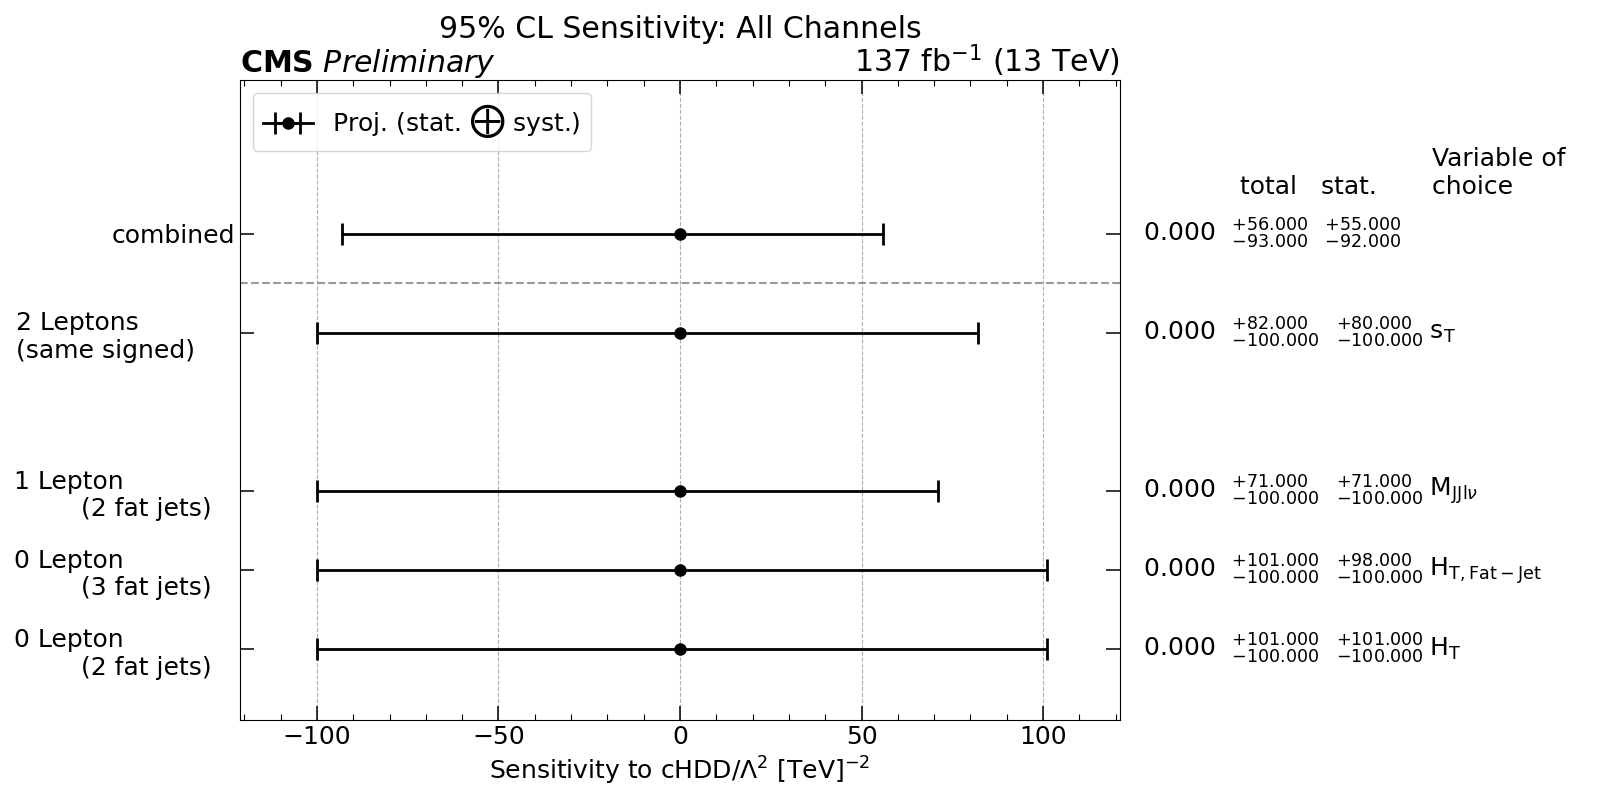 95% CL Sensitivity: All Channels
CMS Preliminary 137 fb⁻¹ (13 TeV)
Proj. (stat. ⊕ syst.)
Variable of
total stat. choice
combined 0.000 +56.000 +55.000
−93.000 −92.000
2 Leptons
(same signed) 0.000 +82.000 +80.000 s_T
−100.000 −100.000
1 Lepton
(2 fat jets) 0.000 +71.000 +71.000 M_JJlν
−100.000 −100.000
0 Lepton
(3 fat jets) 0.000 +101.000 +98.000 H_T, Fat−Jet
−100.000 −100.000
0 Lepton
(2 fat jets) 0.000 +101.000 +101.000 H_T
−100.000 −100.000
−100 −50 0 50 100
Sensitivity to cHDD/Λ² [TeV]⁻²